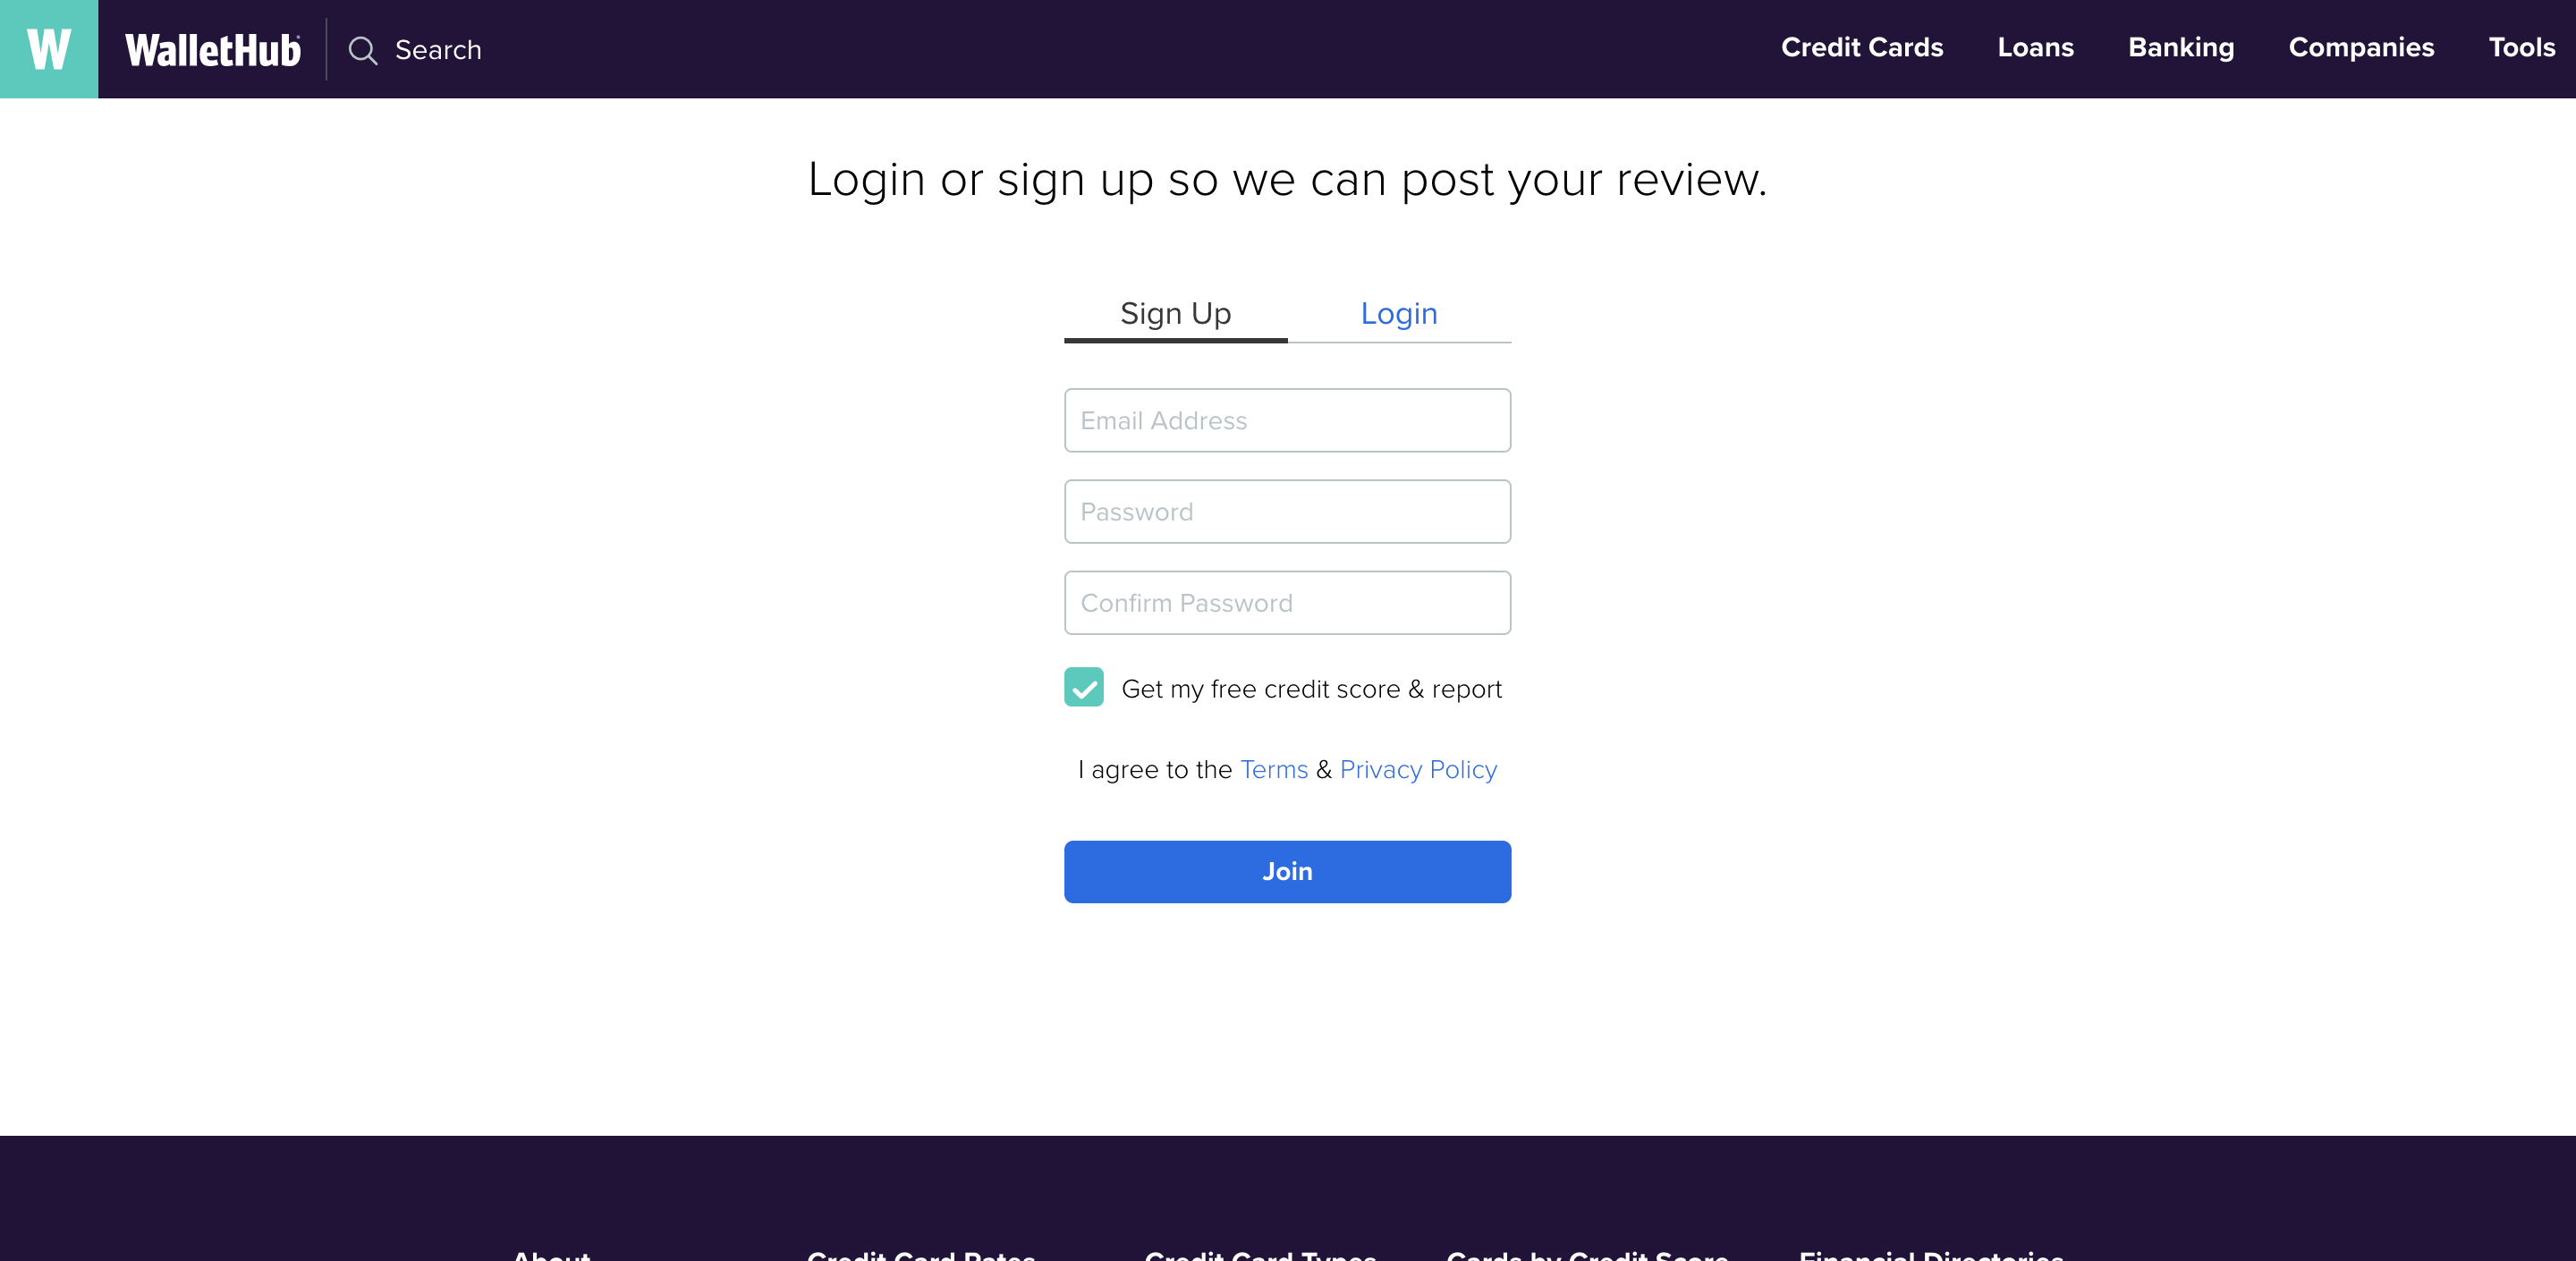 W WalletHub Search Credit Cards Loans Banking Companies Tools
Login or sign up so we can post your review.
Sign Up Login
Email Address
Password
Confirm Password
Get my free credit score & report
I agree to the Terms & Privacy Policy
Join
About Credit Card Rates Credit Card Types Cards by Credit Score Financial Directories